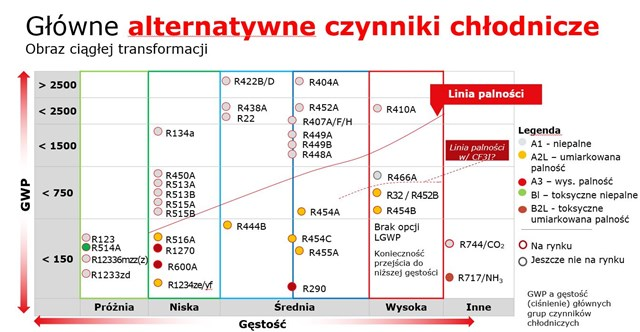 Główne alternatywne czynniki chłodnicze
Obraz ciągłej transformacji
GWP
> 2500
< 2500
< 1500
< 750
< 150
R422B/D
R404A
R438A
R22
R452A
R407A/F/H
R410A
Linia palności
R134a
R449A
R449B
R448A
Linia palności
w/ CF3I?
R450A
R513A
R513B
R515A
R515B
R466A
R32 / R452B
R454A
R454B
R123
R514A
R12336mzz(z)
R1233zd
R516A
R1270
R600A
R1234ze/yf
R444B
R454C
R455A
R290
Brak opcji
LGWP
Konieczność
przejścia do
niższej gęstości
R744/CO₂
R717/NH₃
Próżnia
Niska
Średnia
Wysoka
Inne
Gęstość
Legenda
A1 - niepalne
A2L – umiarkowana
palność
A3 – wys. palność
Bl – toksyczne niepalne
B2L - toksyczne
umiarkowana palność
Na rynku
Jeszcze nie na rynku
GWP a gęstość
(ciśnienie) głównych
grup czynników
chłodniczych